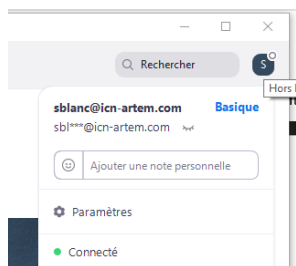 Rechercher
S
Hors
sblanc@icn-artem.com Basique
sbl***@icn-artem.com
Ajouter une note personnelle
Paramètres
Connecté